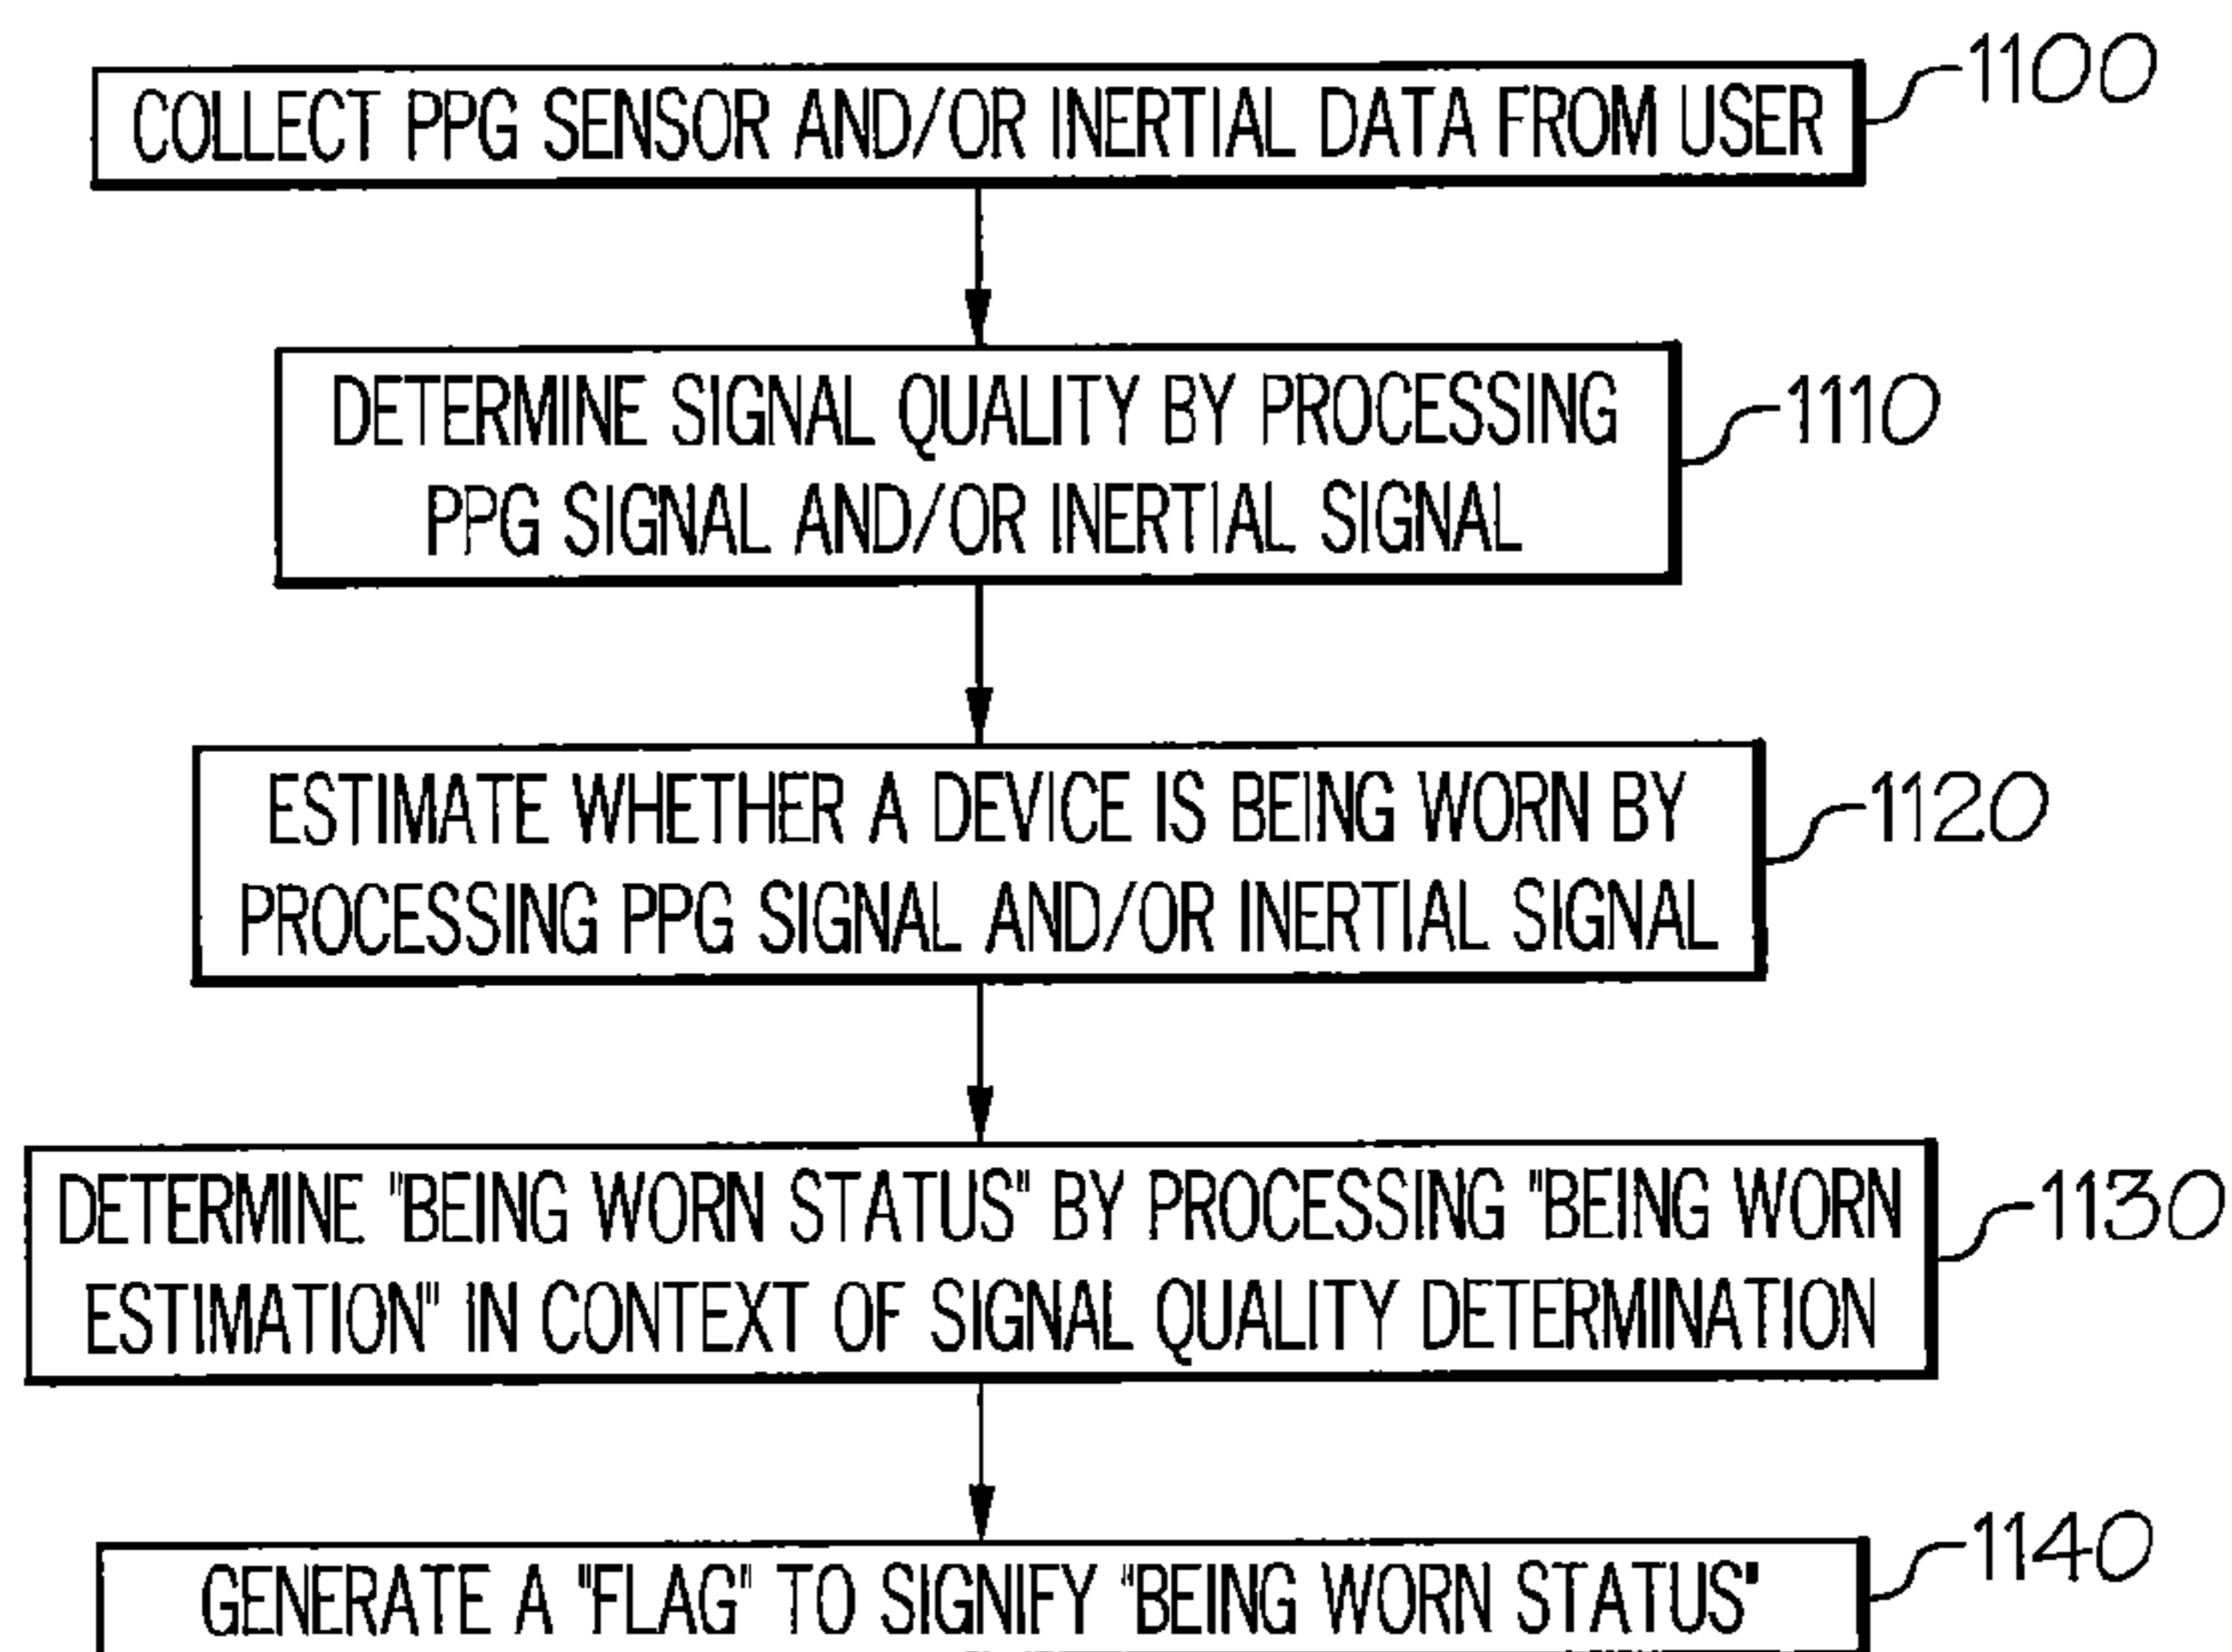 COLLECT PPG SENSOR AND/OR INERTIAL DATA FROM USER
1100
DETERMINE SIGNAL QUALITY BY PROCESSING
PPG SIGNAL AND/OR INERTIAL SIGNAL
1110
ESTIMATE WHETHER A DEVICE IS BEING WORN BY
PROCESSING PPG SIGNAL AND/OR INERTIAL SIGNAL
1120
DETERMINE "BEING WORN STATUS" BY PROCESSING "BEING WORN
ESTIMATION" IN CONTEXT OF SIGNAL QUALITY DETERMINATION
1130
GENERATE A "FLAG" TO SIGNIFY "BEING WORN STATUS"
1140